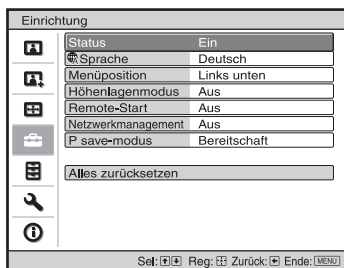 Einrichtung
Status Ein
Sprache Deutsch
Menüposition Links unten
Höhenlagenmodus Aus
Remote-Start Aus
Netzwerkmanagement Aus
P save-modus Bereitschaft
Alles zurücksetzen
Sel: Reg: Zurück: Ende: MENU